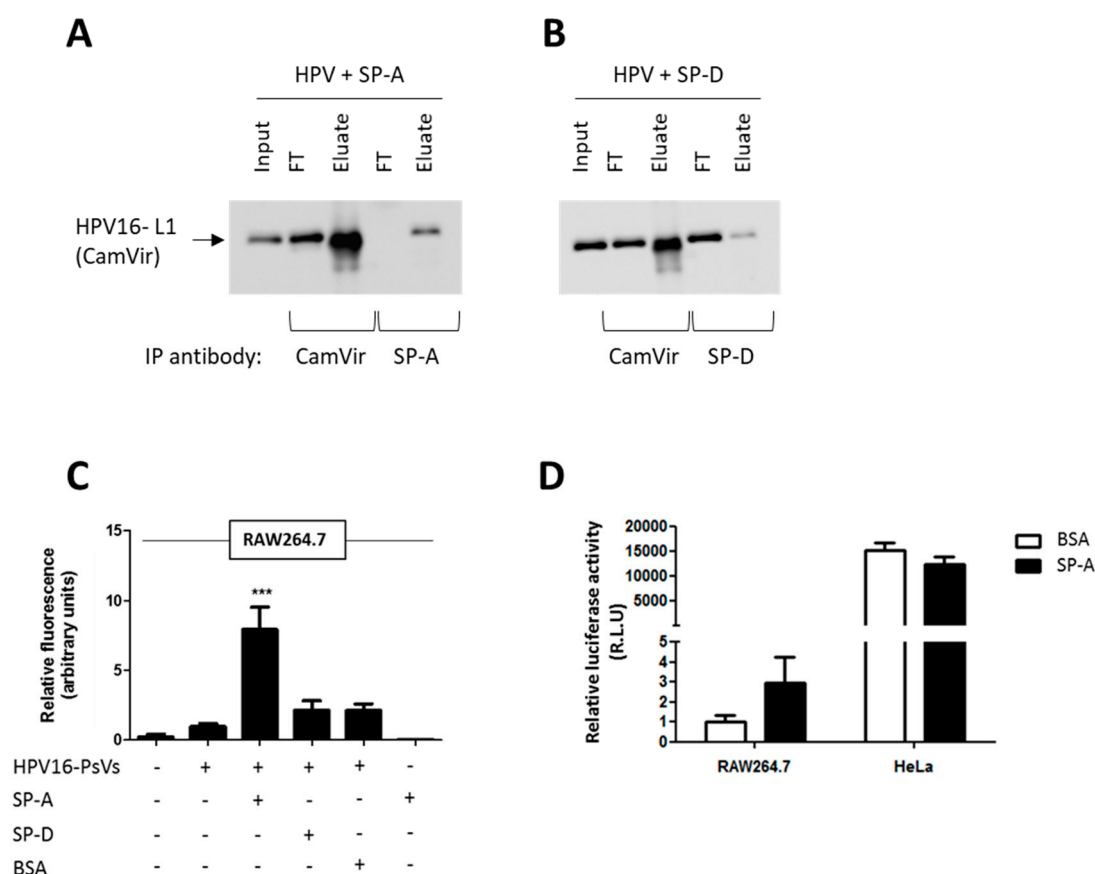 A
HPV + SP-A
Input
FT
Eluate
FT
Eluate
HPV16- L1
(CamVir)
IP antibody:
CamVir
SP-A
B
HPV + SP-D
Input
FT
Eluate
FT
Eluate
CamVir
SP-D
C
RAW264.7
***
Relative fluorescence
(arbitrary units)
15
10
5
0
HPV16-PsVs - + + + + -
SP-A - - + - - +
SP-D - - - + - -
BSA - - - - + -
D
Relative luciferase activity
(R.L.U)
20000
15000
10000
5000
5
4
3
2
1
0
RAW264.7
HeLa
BSA
SP-A